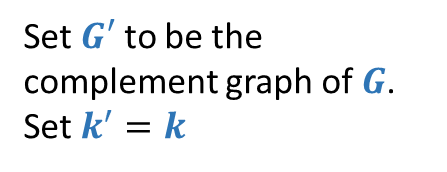 Set G' to be the
complement graph of G.
Set k' = k